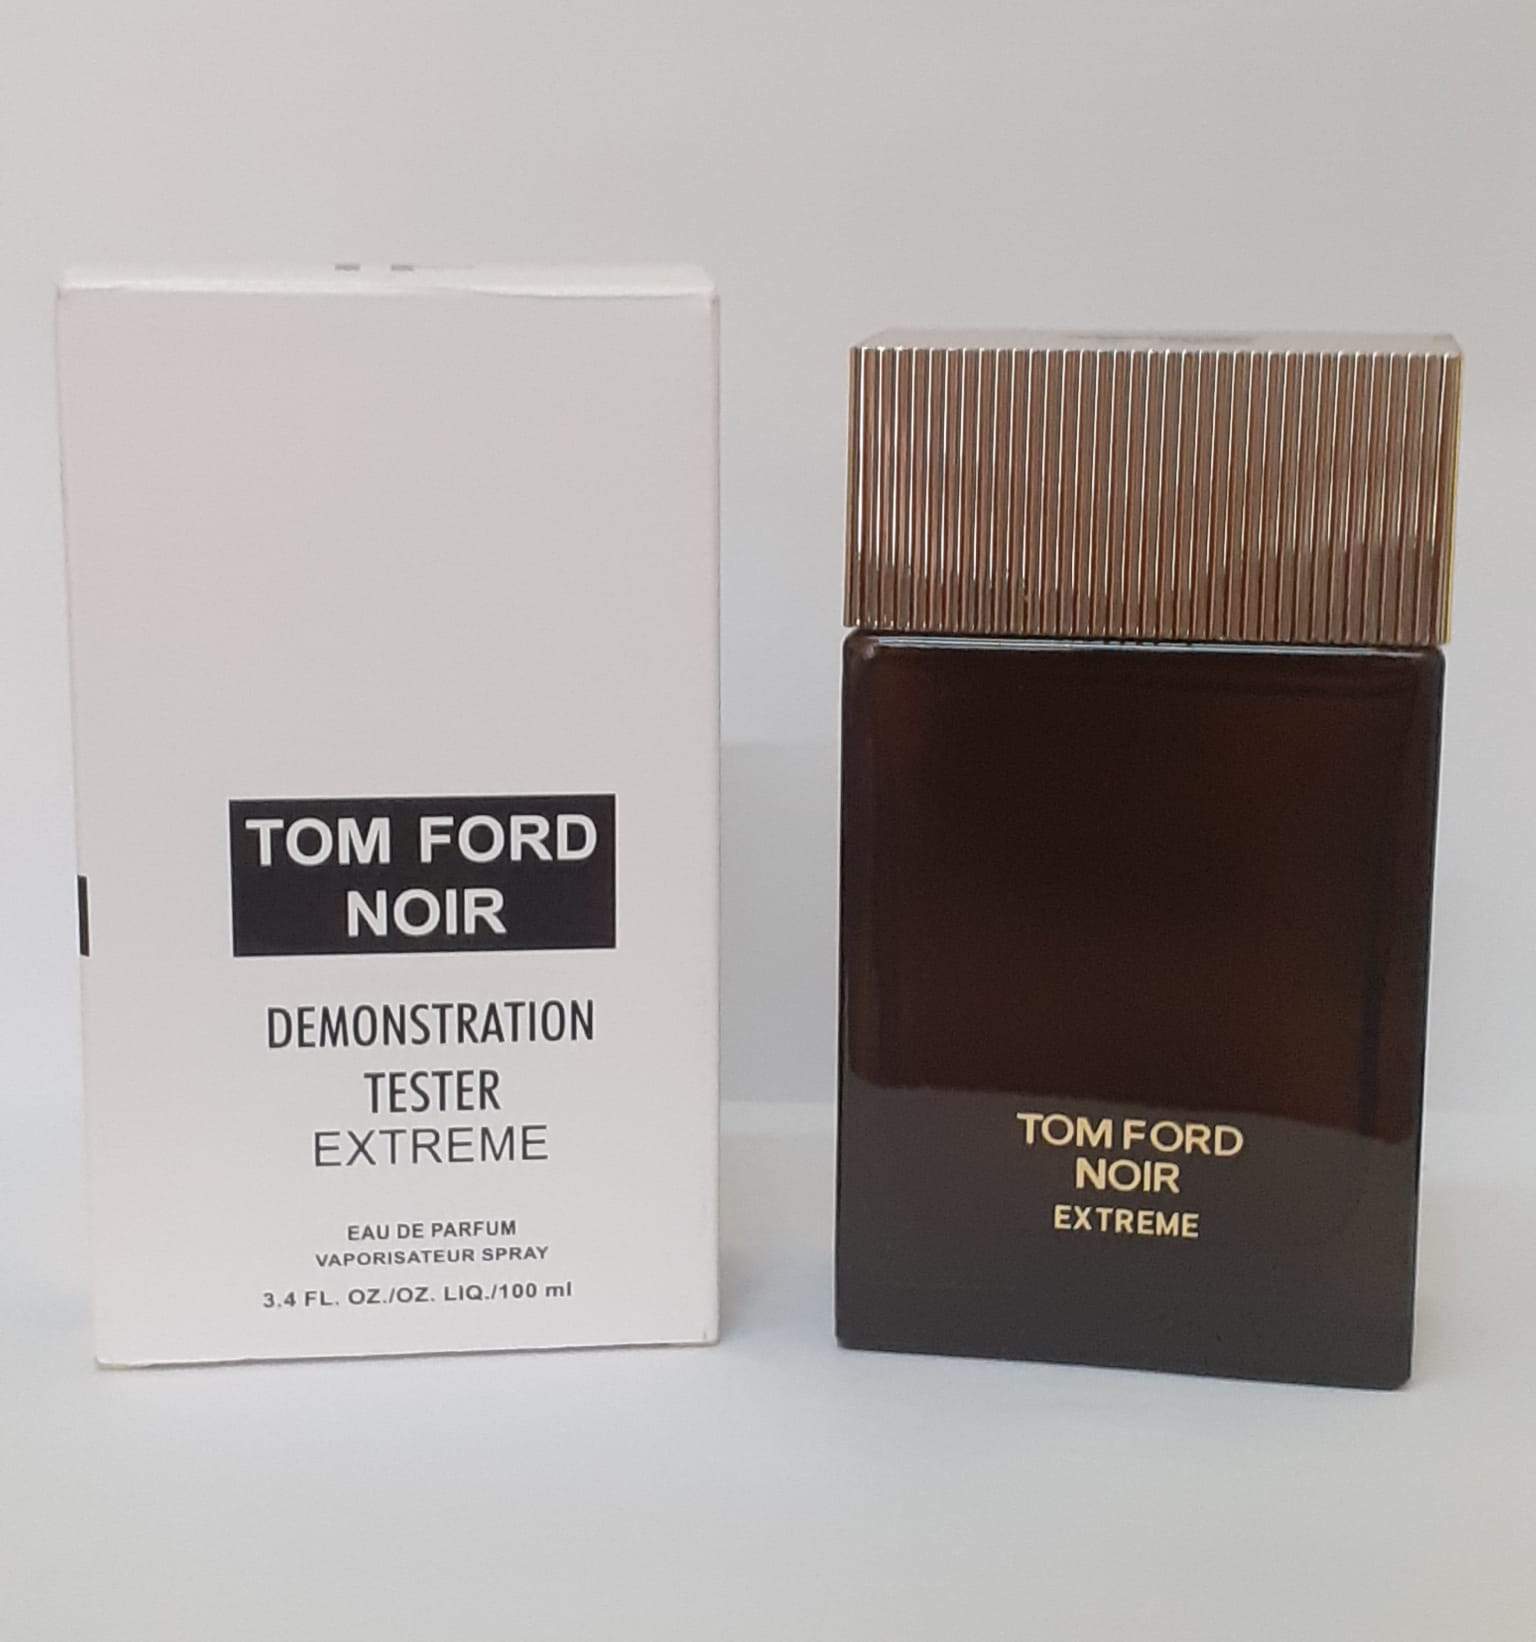 TOM FORD
NOIR
DEMONSTRATION
TESTER
EXTREME
EAU DE PARFUM
VAPORISATEUR SPRAY
3.4 FL. OZ./OZ. LIQ./100 ml
TOM FORD
NOIR
EXTREME